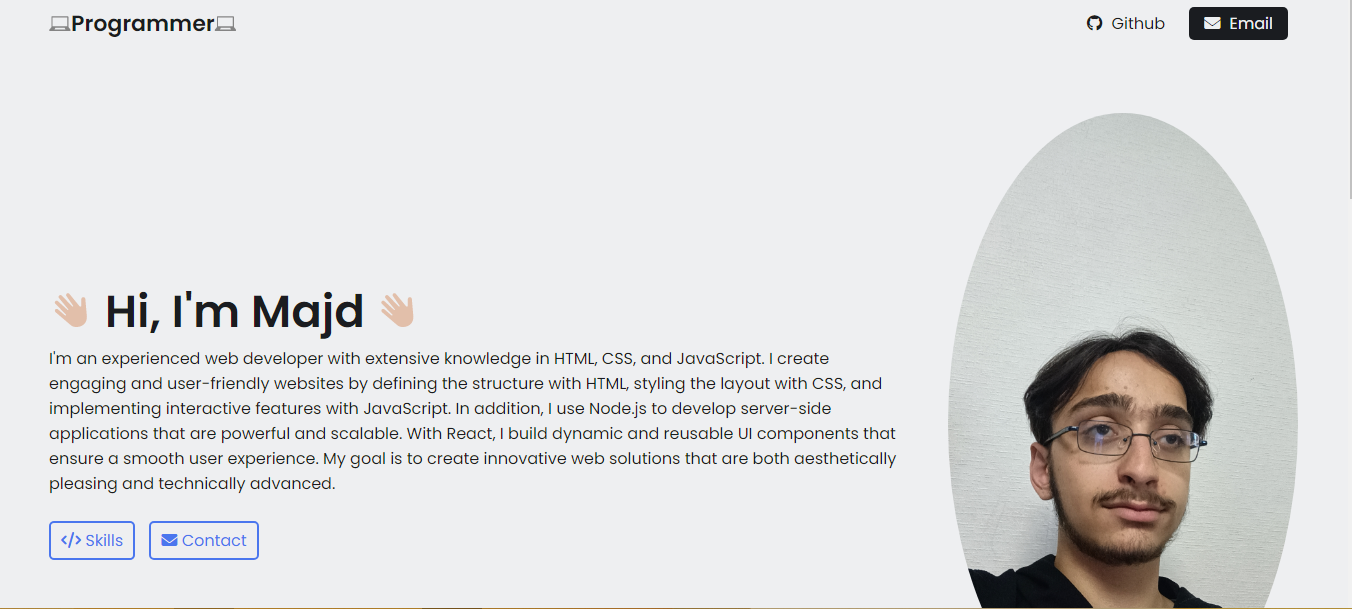 💻Programmer💻
Github
Email
👋🏼 Hi, I'm Majd 👋🏼
I'm an experienced web developer with extensive knowledge in HTML, CSS, and JavaScript. I create
engaging and user-friendly websites by defining the structure with HTML, styling the layout with CSS, and
implementing interactive features with JavaScript. In addition, I use Node.js to develop server-side
applications that are powerful and scalable. With React, I build dynamic and reusable UI components that
ensure a smooth user experience. My goal is to create innovative web solutions that are both aesthetically
pleasing and technically advanced.
</> Skills
Contact